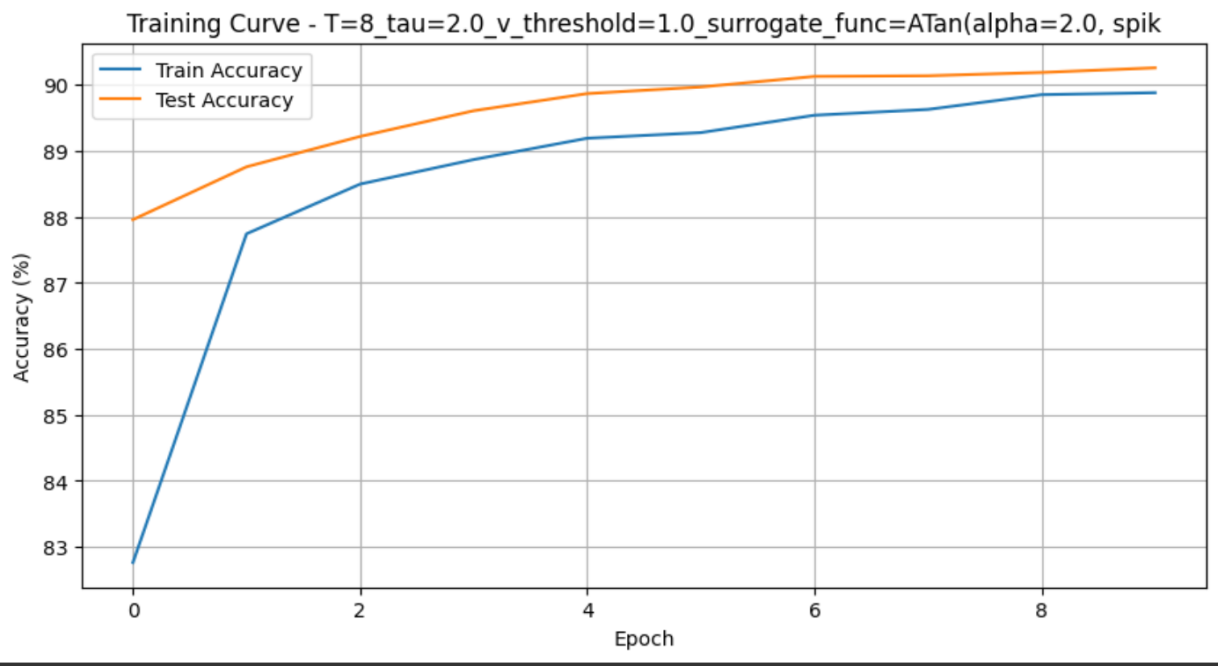 Training Curve - T=8_tau=2.0_v_threshold=1.0_surrogate_func=ATan(alpha=2.0, spik
Train Accuracy
Test Accuracy
90
89
88
87
86
85
84
83
Accuracy (%)
0 2 4 6 8
Epoch